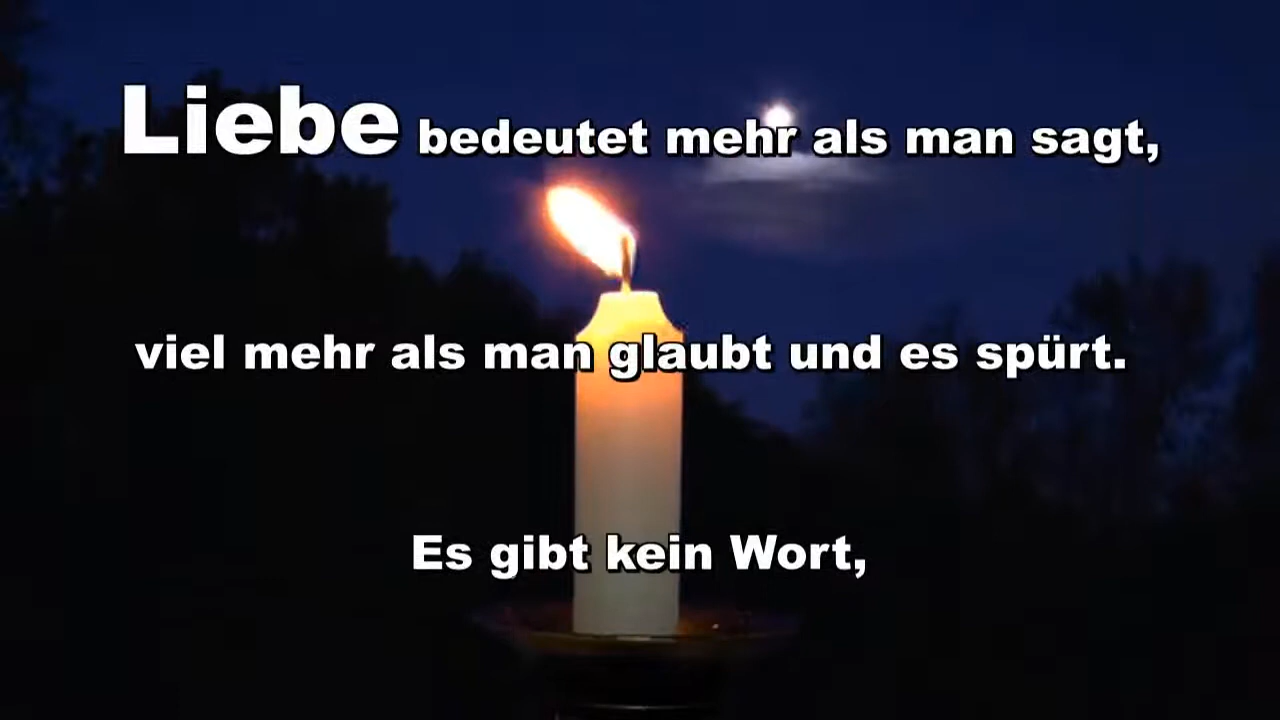 Liebe bedeutet mehr als man sagt,
viel mehr als man glaubt und es spürt.
Es gibt kein Wort,